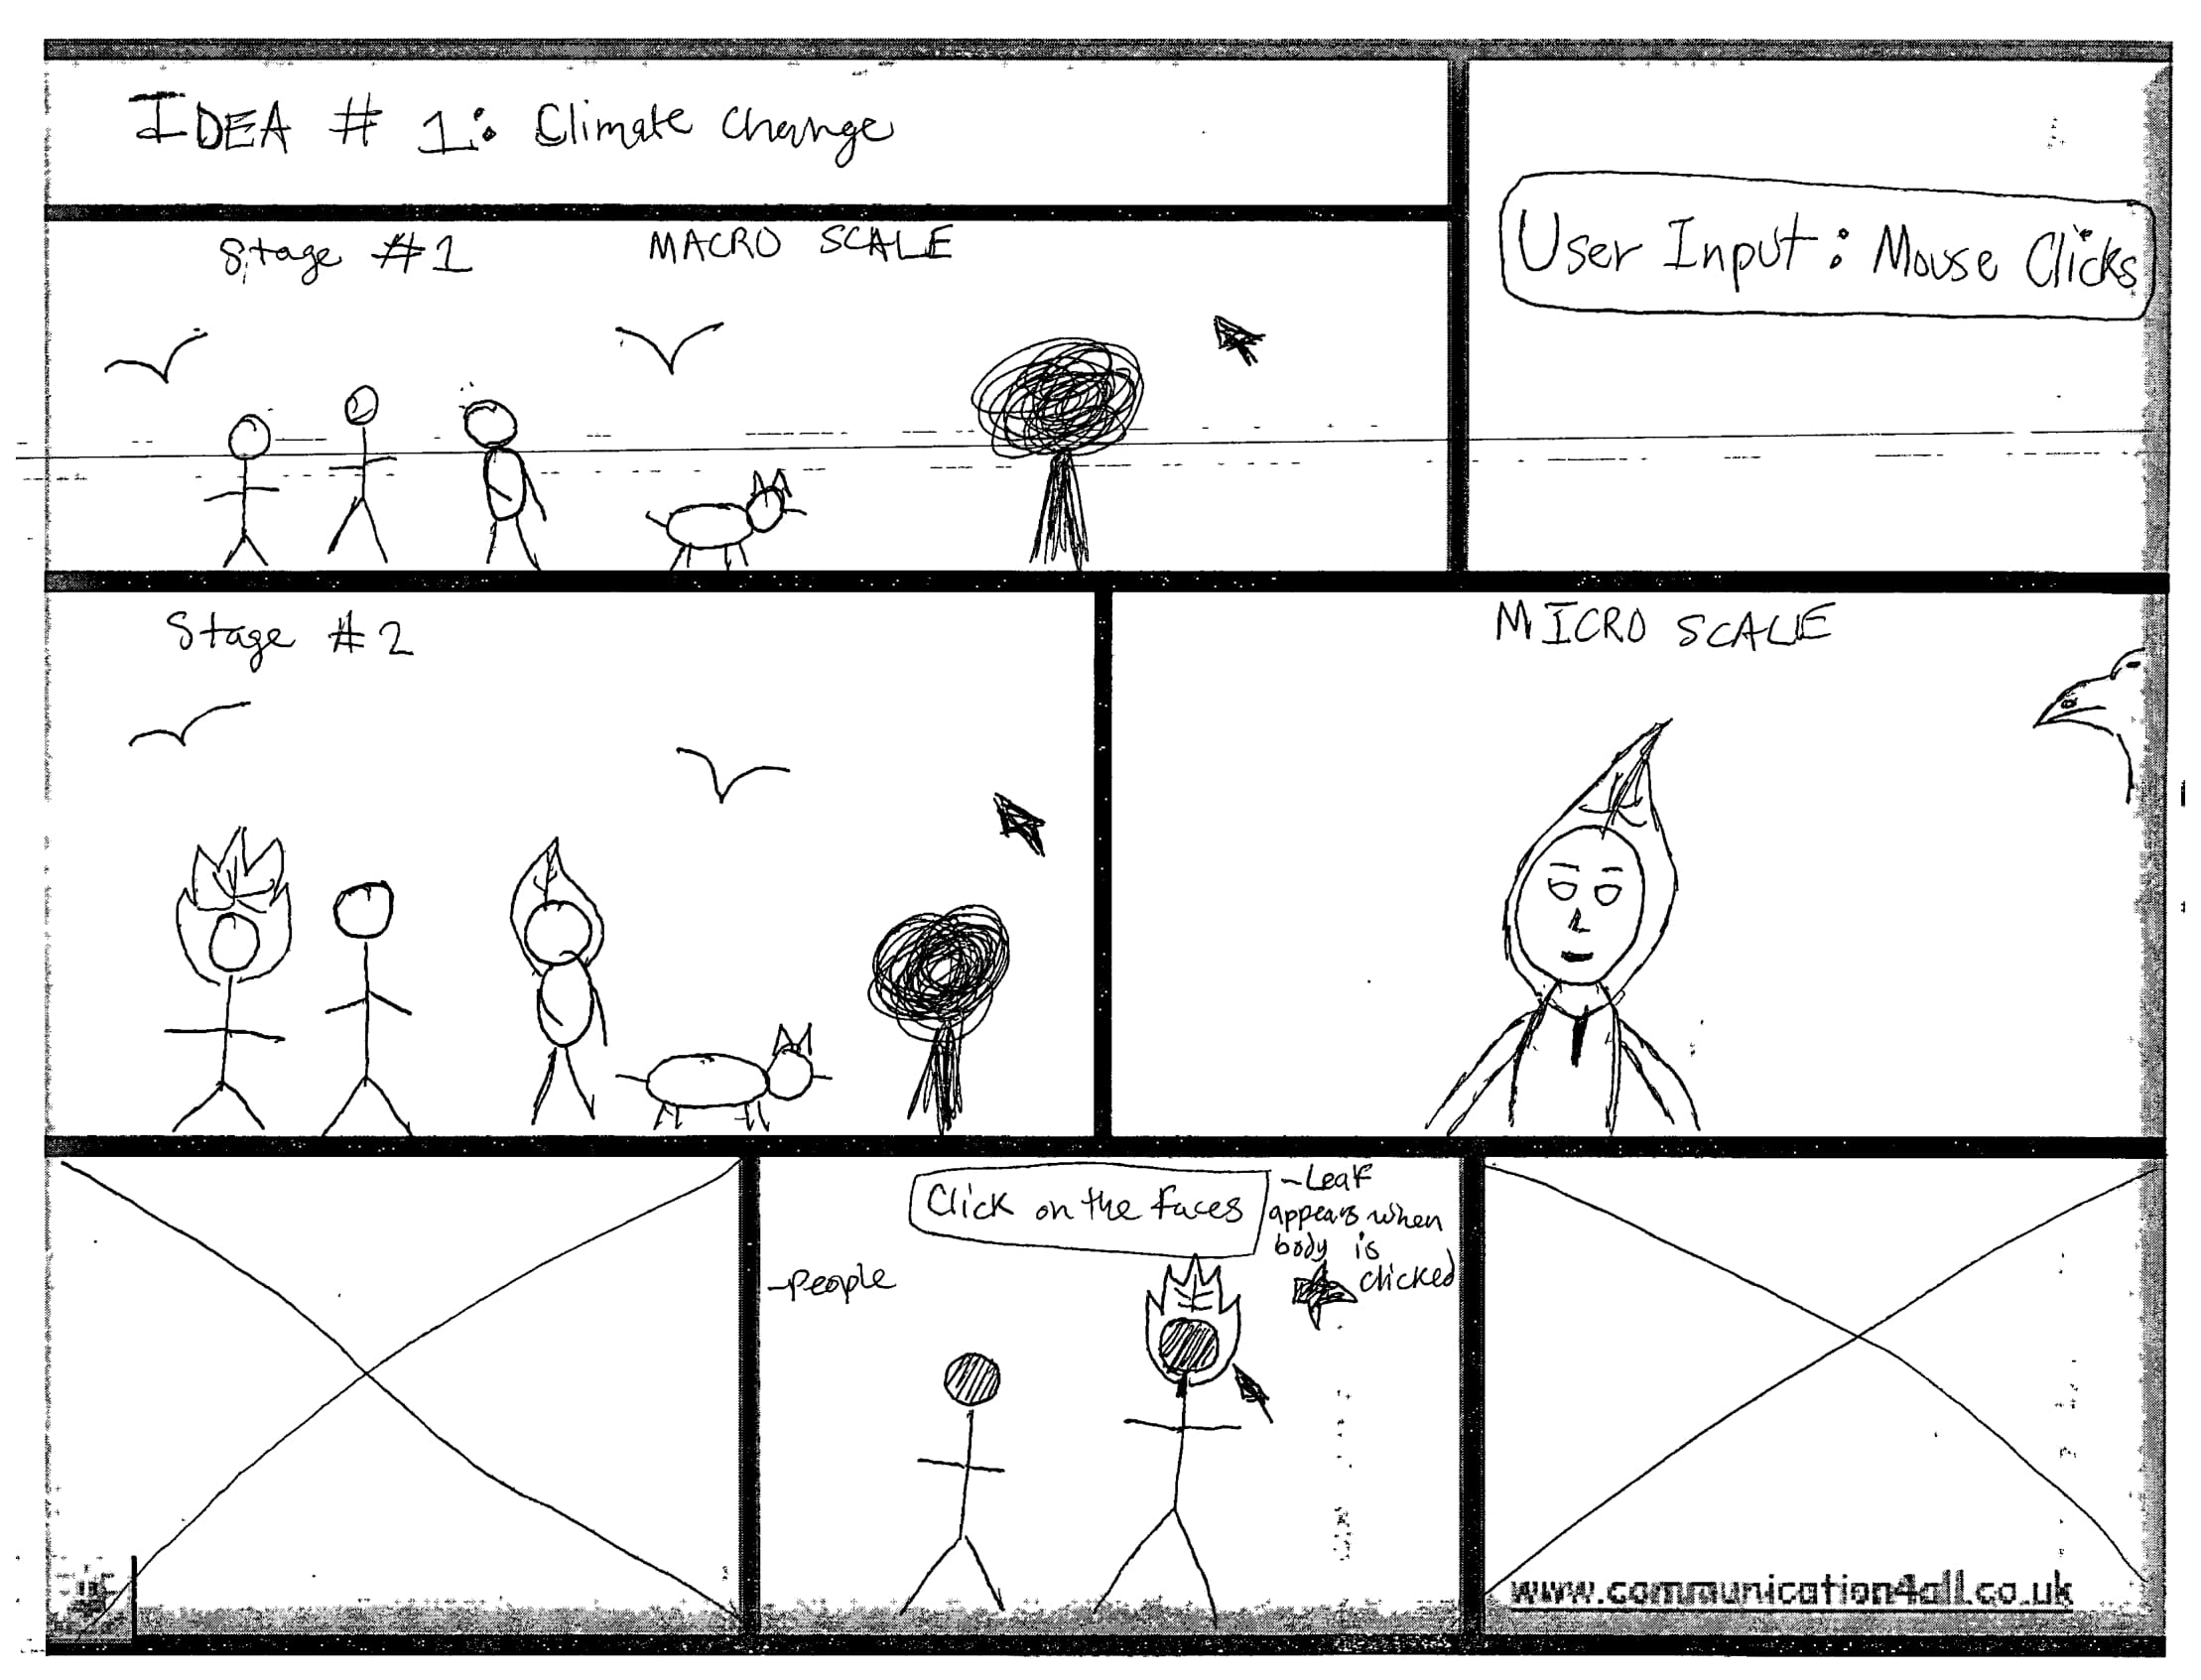 IDEA # 1: Climate change
User Input: Mouse Clicks
Stage #1
MACRO SCALE
Stage #2
MICRO SCALE
Click on the faces
-Leaf
appears when
body is
clicked
-People
www.communication4all.co.uk